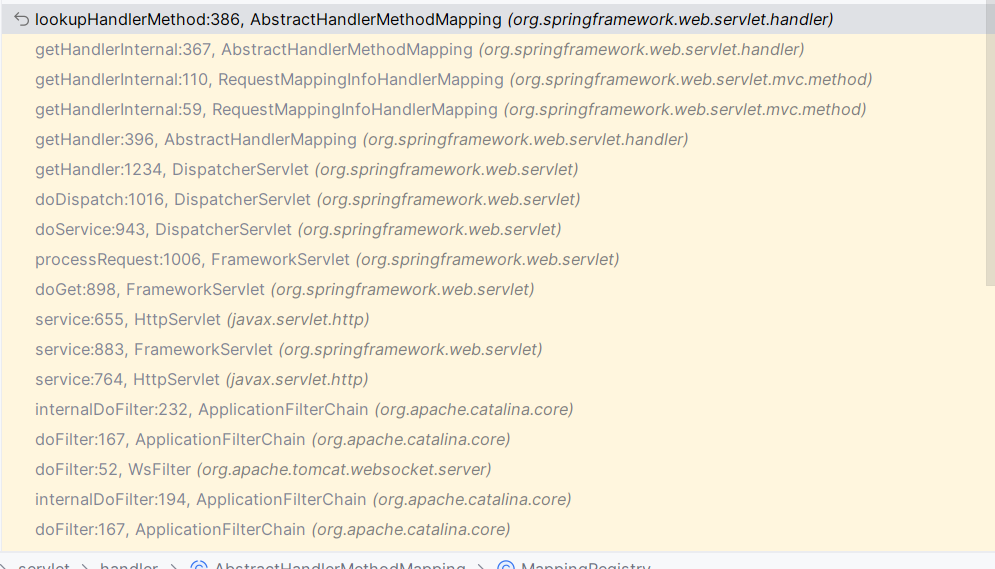 lookupHandlerMethod:386, AbstractHandlerMethodMapping (org.springframework.web.servlet.handler)
getHandlerInternal:367, AbstractHandlerMethodMapping (org.springframework.web.servlet.handler)
getHandlerInternal:110, RequestMappingInfoHandlerMapping (org.springframework.web.servlet.mvc.method)
getHandlerInternal:59, RequestMappingInfoHandlerMapping (org.springframework.web.servlet.mvc.method)
getHandler:396, AbstractHandlerMapping (org.springframework.web.servlet.handler)
getHandler:1234, DispatcherServlet (org.springframework.web.servlet)
doDispatch:1016, DispatcherServlet (org.springframework.web.servlet)
doService:943, DispatcherServlet (org.springframework.web.servlet)
processRequest:1006, FrameworkServlet (org.springframework.web.servlet)
doGet:898, FrameworkServlet (org.springframework.web.servlet)
service:655, HttpServlet (javax.servlet.http)
service:883, FrameworkServlet (org.springframework.web.servlet)
service:764, HttpServlet (javax.servlet.http)
internalDoFilter:232, ApplicationFilterChain (org.apache.catalina.core)
doFilter:167, ApplicationFilterChain (org.apache.catalina.core)
doFilter:52, WsFilter (org.apache.tomcat.websocket.server)
internalDoFilter:194, ApplicationFilterChain (org.apache.catalina.core)
doFilter:167, ApplicationFilterChain (org.apache.catalina.core)
servlet > handler > AbstractHandlerMethodMapping > MappingRegistry